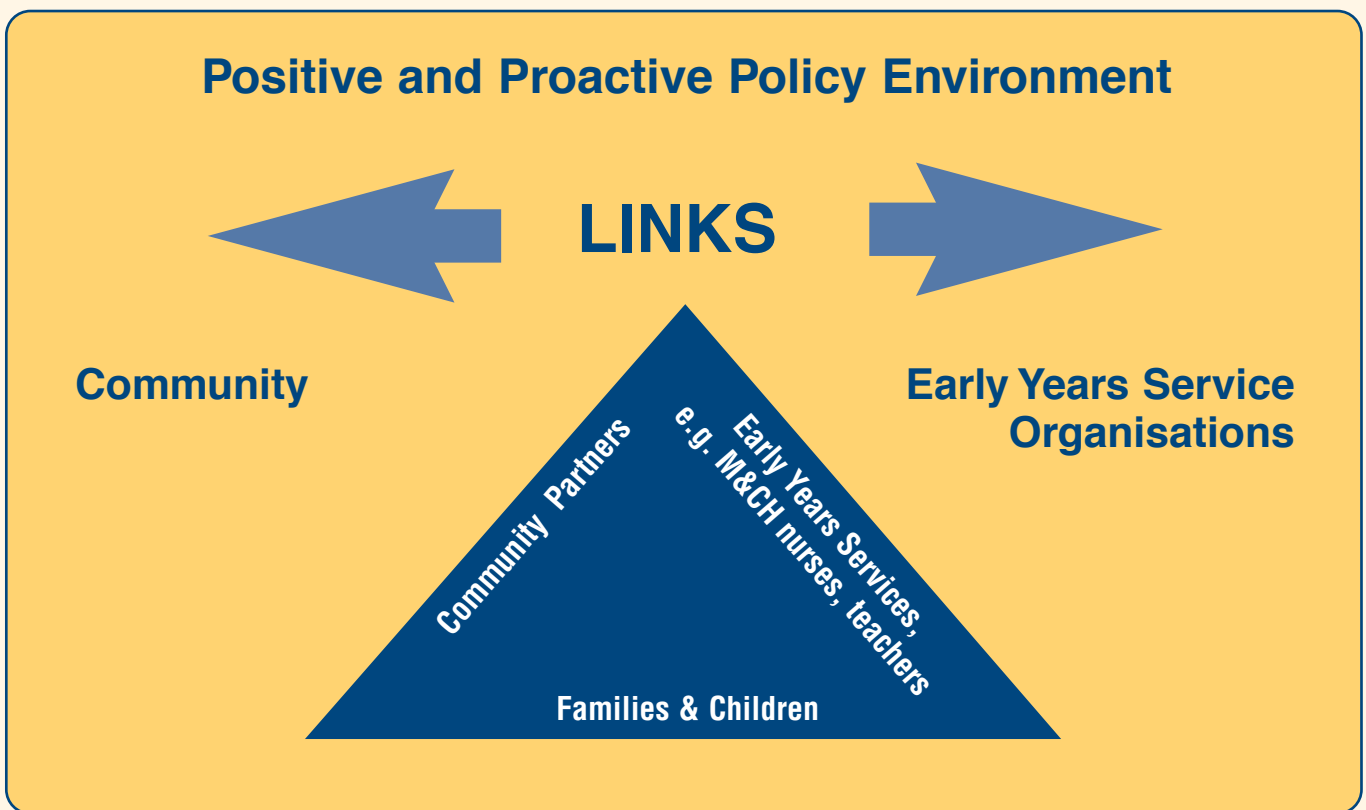 Positive and Proactive Policy Environment
LINKS
Community
Early Years Service
Organisations
Community Partners
Early Years Services,
e.g. M&CH nurses, teachers
Families & Children